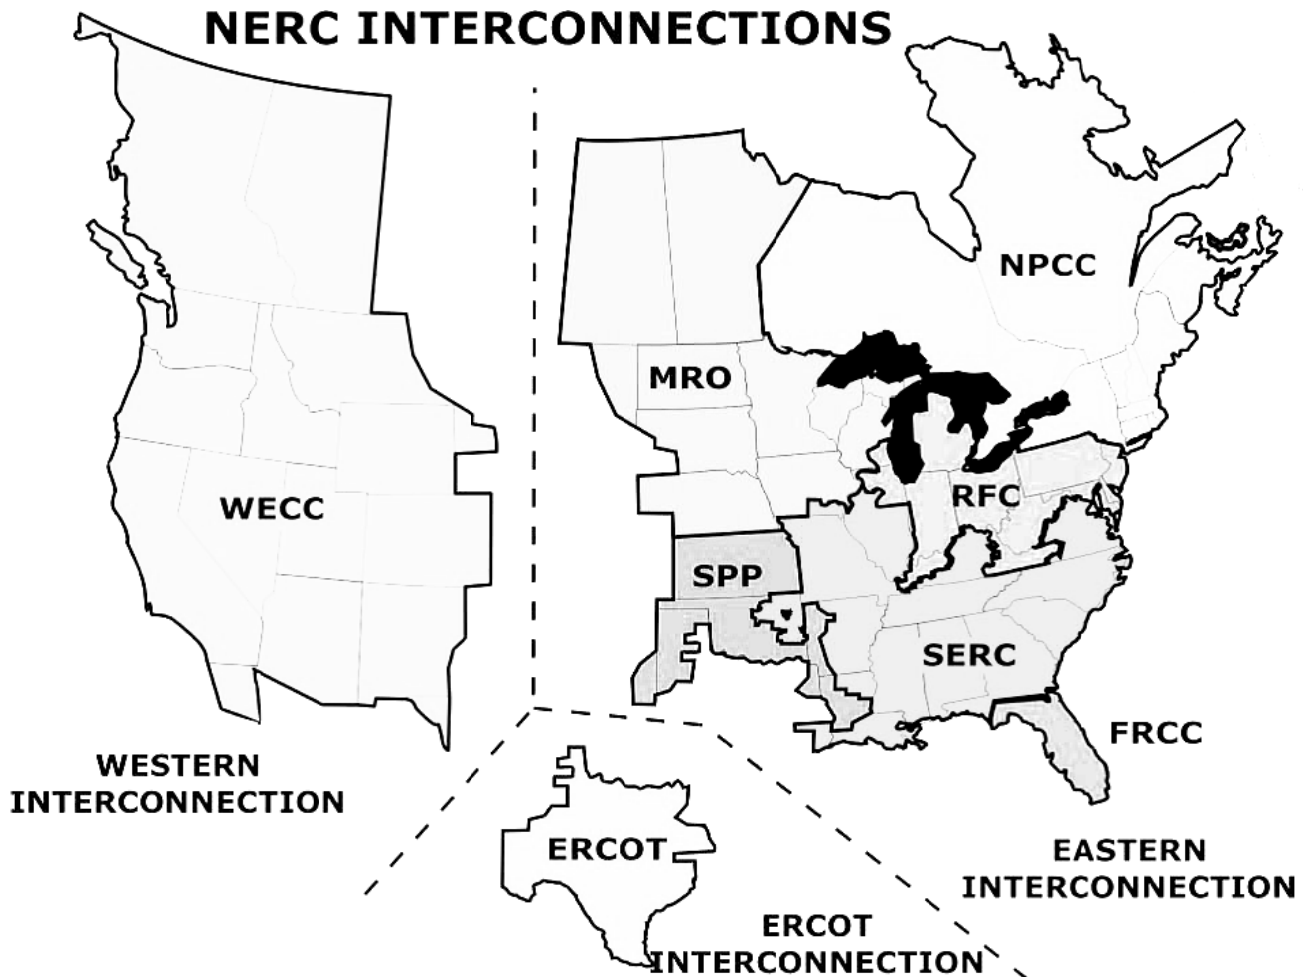 NERC INTERCONNECTIONS
NPCC
MRO
RFC
WECC
SPP
SERC
FRCC
WESTERN
INTERCONNECTION
ERCOT
EASTERN
INTERCONNECTION
ERCOT
INTERCONNECTION